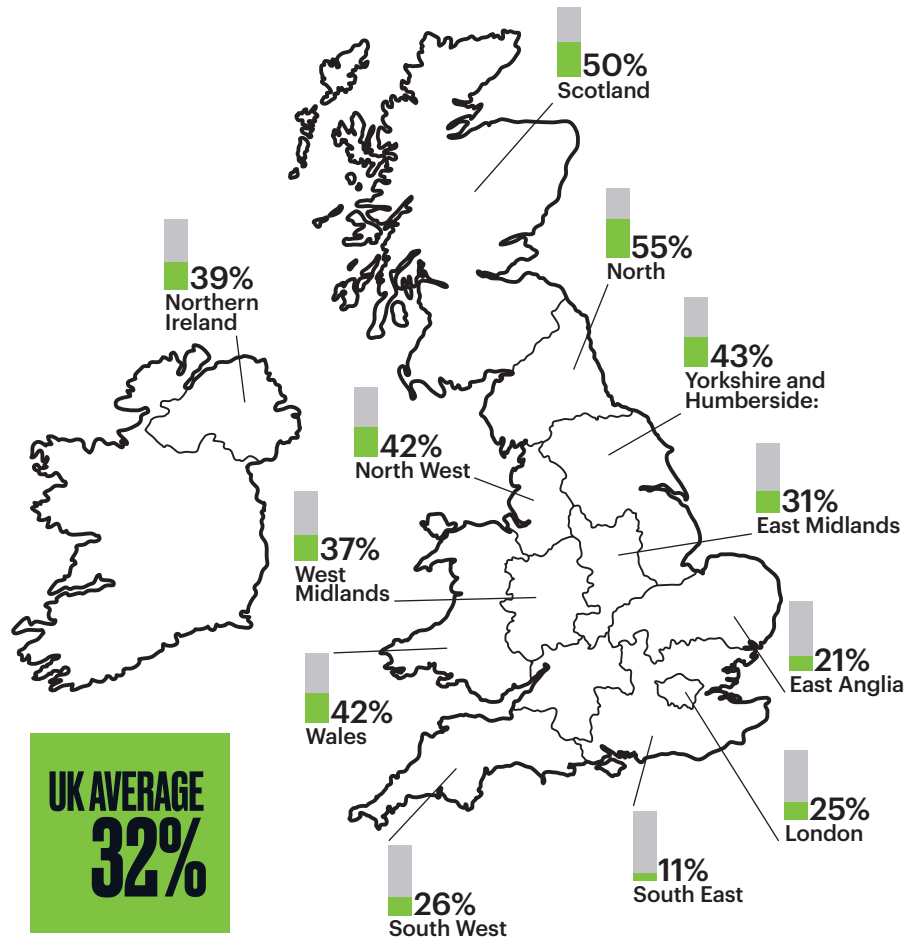 50%
Scotland
55%
North
39%
Northern
Ireland
43%
Yorkshire and
Humberside:
42%
North West
31%
East Midlands
37%
West
Midlands
21%
East Anglia
42%
Wales
UK AVERAGE
32%
25%
London
11%
South East
26%
South West